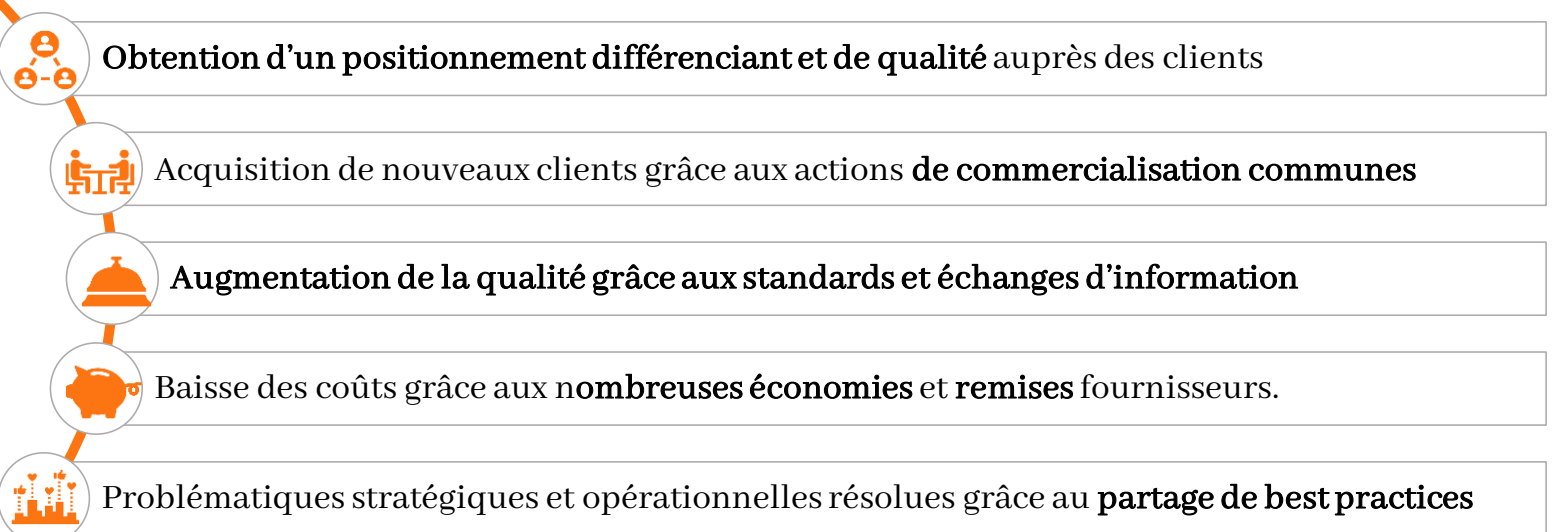 Obtention d’un positionnement différenciant et de qualité auprès des clients
Acquisition de nouveaux clients grâce aux actions de commercialisation communes
Augmentation de la qualité grâce aux standards et échanges d’information
Baisse des coûts grâce aux nombreuses économies et remises fournisseurs.
Problématiques stratégiques et opérationnelles résolues grâce au partage de best practices